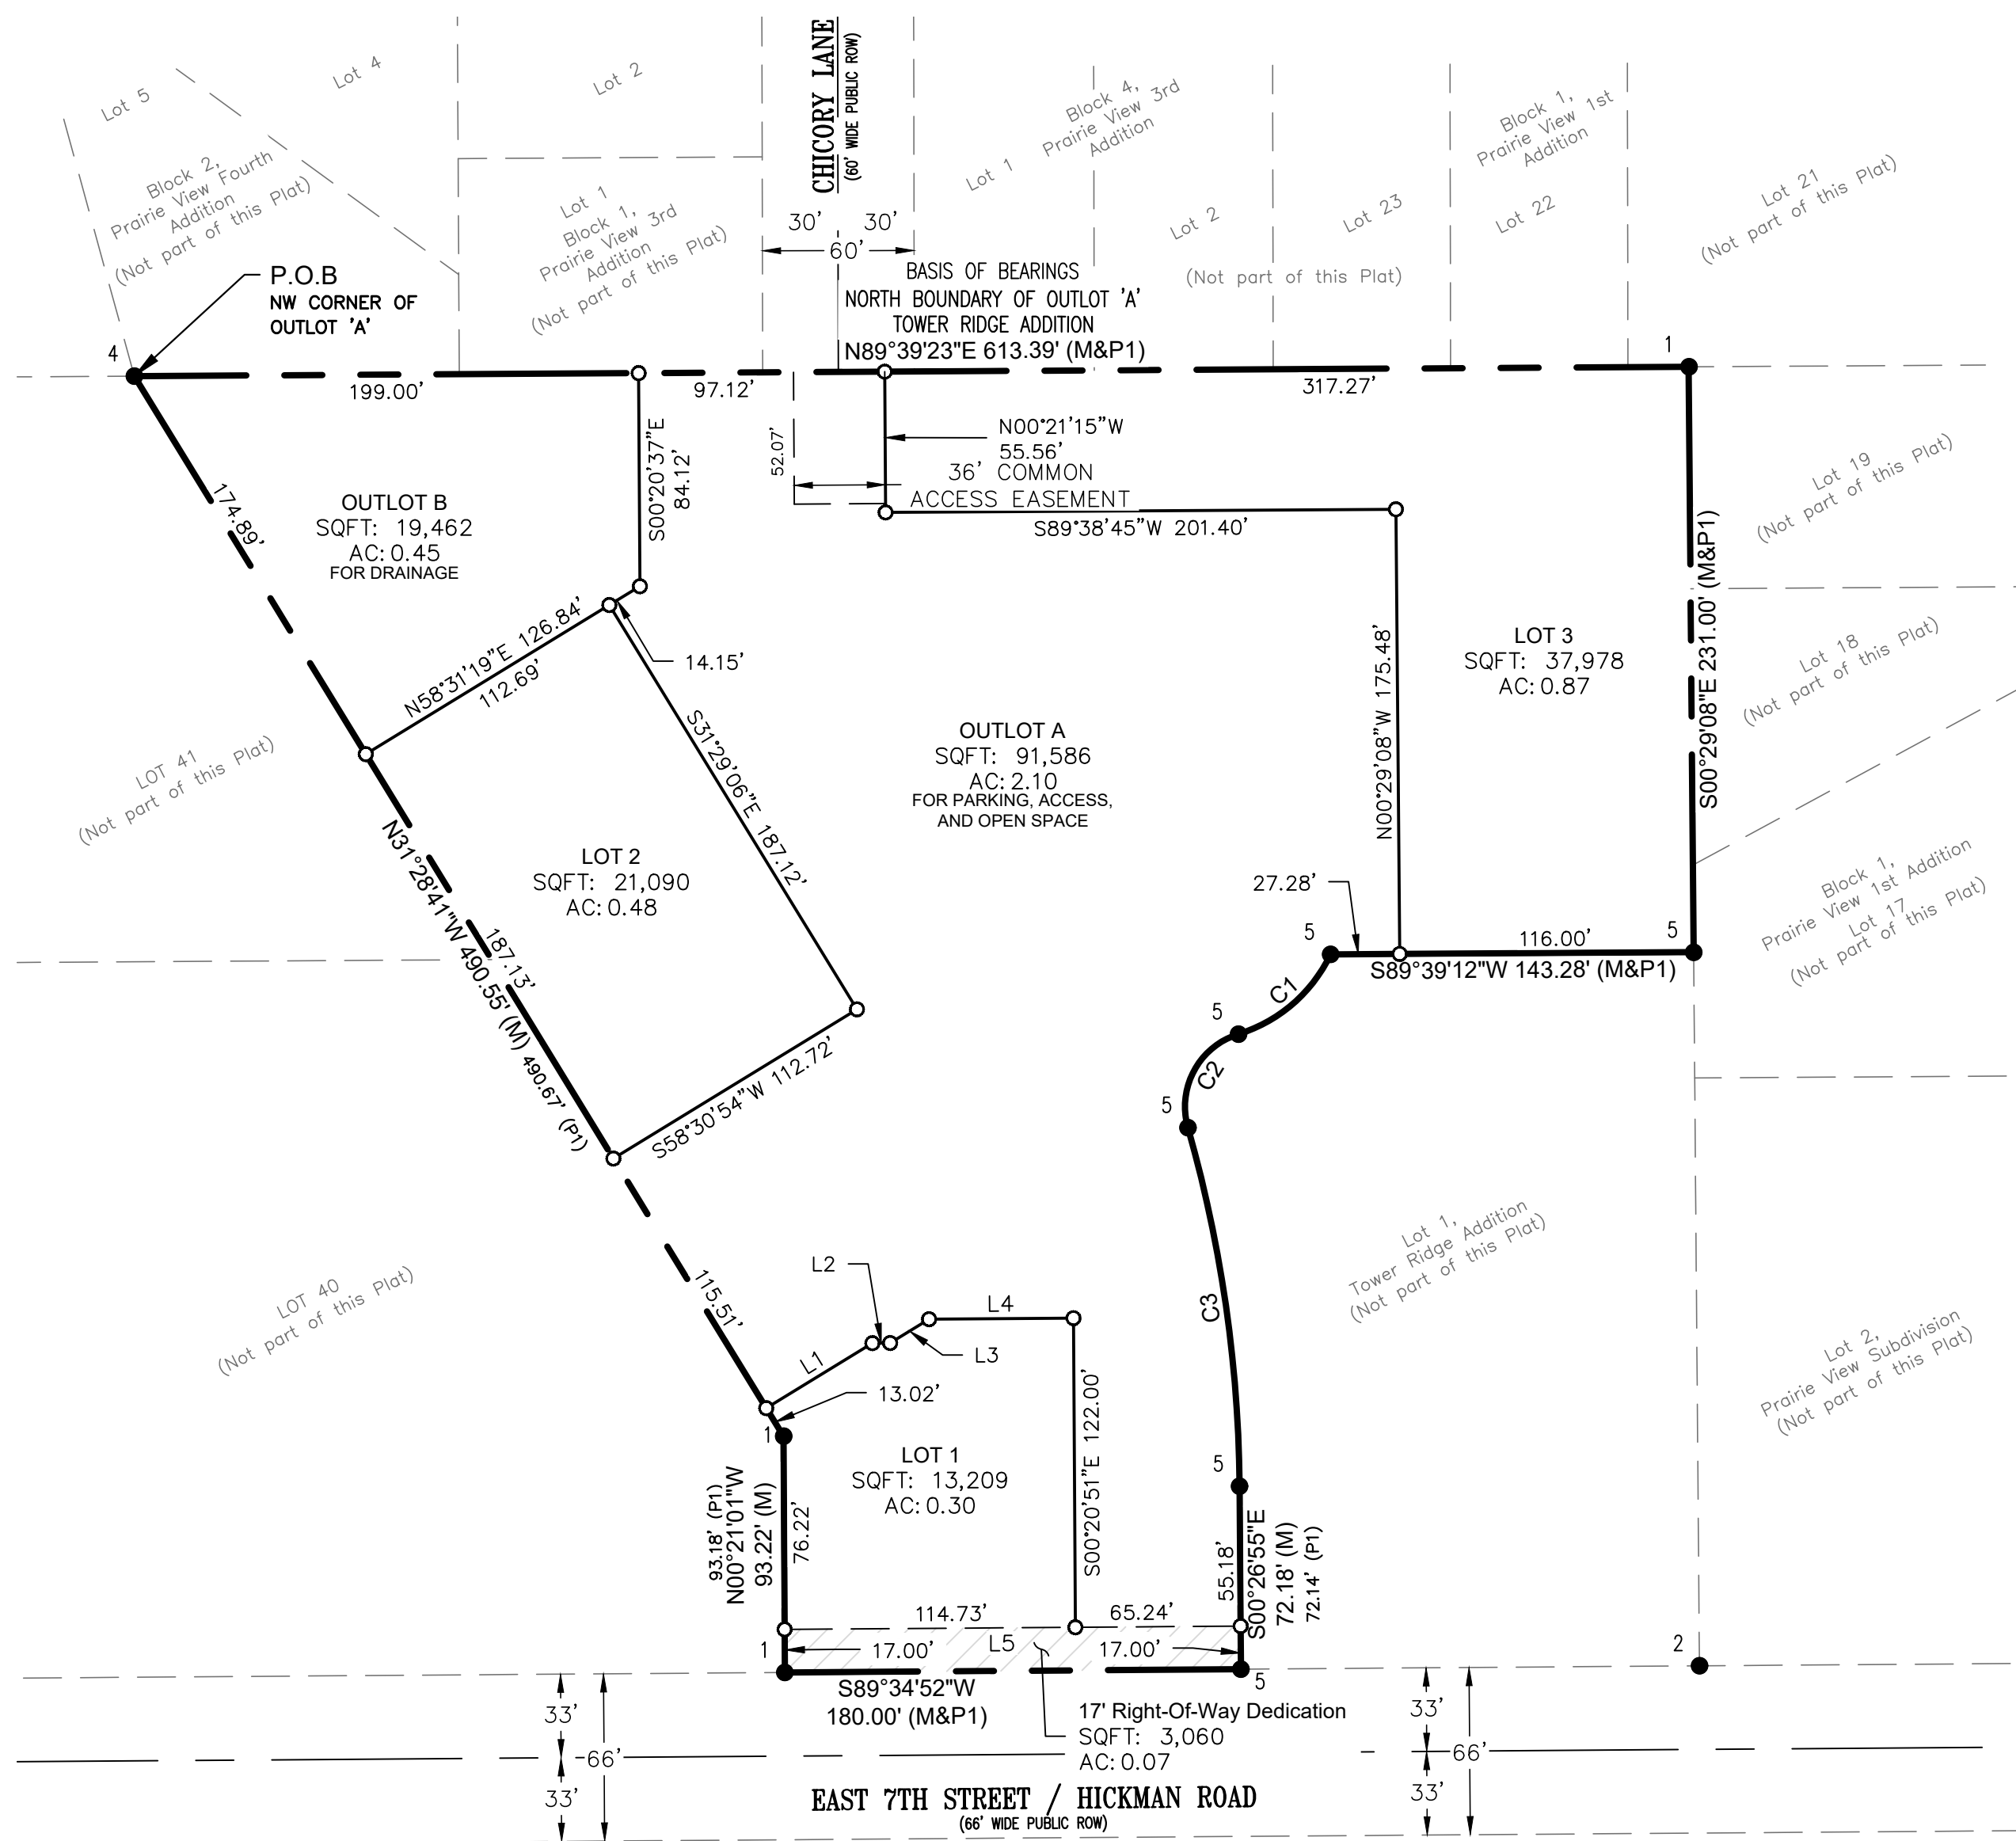 CHICORY LANE
(60' WIDE PUBLIC ROW)
Lot 5
Lot 4
Lot 2
Block 2,
Prairie View Fourth
Addition
(Not part of this Plat)
Lot 1
Block 1,
Prairie View 3rd
Addition
(Not part of this Plat)
Lot 1
Block 4,
Prairie View 3rd
Addition
Lot 2
Lot 23
Block 1,
Prairie View 1st
Addition
Lot 22
(Not part of this Plat)
Lot 21
(Not part of this Plat)
30' 30'
60'
P.O.B
NW CORNER OF
OUTLOT 'A'
BASIS OF BEARINGS
NORTH BOUNDARY OF OUTLOT 'A'
TOWER RIDGE ADDITION
N89°39'23"E 613.39' (M&P1)
4
1
199.00'
97.12'
317.27'
52.07'
N00°21'15"W
55.56'
36' COMMON
ACCESS EASEMENT
S89°38'45"W 201.40'
S00°20'37"E
84.12'
174.89'
OUTLOT B
SQFT: 19,462
AC: 0.45
FOR DRAINAGE
N58°31'19"E 126.84'
112.69'
14.15'
Lot 19
(Not part of this Plat)
S00°29'08"E 231.00' (M&P1)
LOT 3
SQFT: 37,978
AC: 0.87
N00°29'08"W 175.48'
Lot 18
(Not part of this Plat)
OUTLOT A
SQFT: 91,586
AC: 2.10
FOR PARKING, ACCESS,
AND OPEN SPACE
S31°29'06"E 187.12'
LOT 41
(Not part of this Plat)
LOT 2
SQFT: 21,090
AC: 0.48
N31°28'41"W 490.55' (M) 490.67' (P1)
187.13'
S58°30'54"W 112.72'
27.28'
5
116.00'
5
S89°39'12"W 143.28' (M&P1)
Block 1,
Prairie View 1st Addition
Lot 17
(Not part of this Plat)
C1
5
C2
5
C3
5
Lot 1,
Tower Ridge Addition
(Not part of this Plat)
LOT 40
(Not part of this Plat)
Lot 2,
Prairie View Subdivision
(Not part of this Plat)
115.51'
L2
L4
L1
L3
13.02'
1
LOT 1
SQFT: 13,209
AC: 0.30
S00°20'51"E 122.00'
93.18' (P1)
N00°21'01"W
93.22' (M)
76.22'
55.18'
S00°26'55"E
72.18' (M)
72.14' (P1)
114.73'
65.24'
1
17.00'
L5
17.00'
5
2
S89°34'52"W
180.00' (M&P1)
17' Right-Of-Way Dedication
SQFT: 3,060
AC: 0.07
33'
66'
33'
33'
66'
33'
EAST 7TH STREET / HICKMAN ROAD
(66' WIDE PUBLIC ROW)